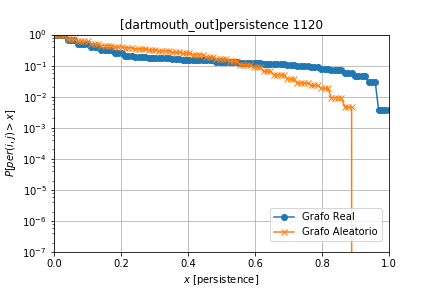 [dartmouth_out]persistence 1120
10^0
10^-1
10^-2
10^-3
10^-4
10^-5
10^-6
10^-7
P[per(i, j) > x]
0.0 0.2 0.4 0.6 0.8 1.0
x [persistence]
Grafo Real
Grafo Aleatorio